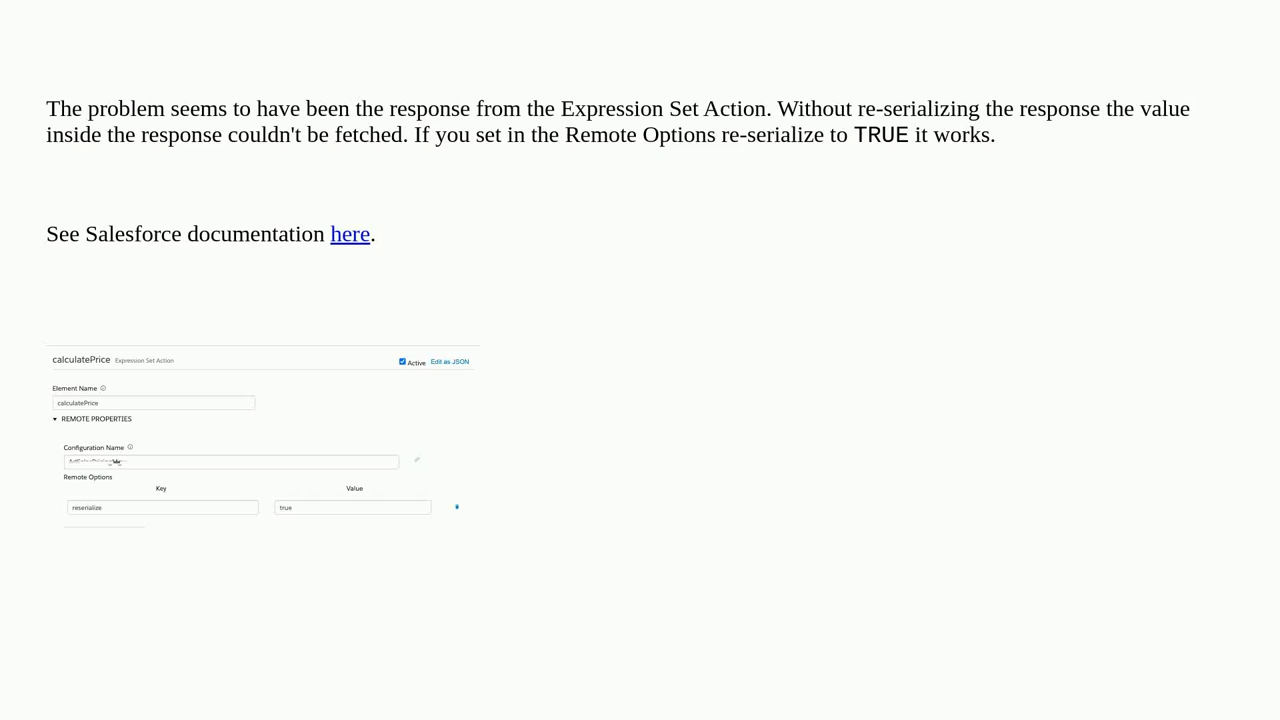 The problem seems to have been the response from the Expression Set Action. Without re-serializing the response the value
inside the response couldn't be fetched. If you set in the Remote Options re-serialize to TRUE it works.
See Salesforce documentation here.
calculatePrice Expression Set Action Active Edit as JSON
Element Name
calculatePrice
REMOTE PROPERTIES
Configuration Name
Remote Options
Key Value
reserialize true